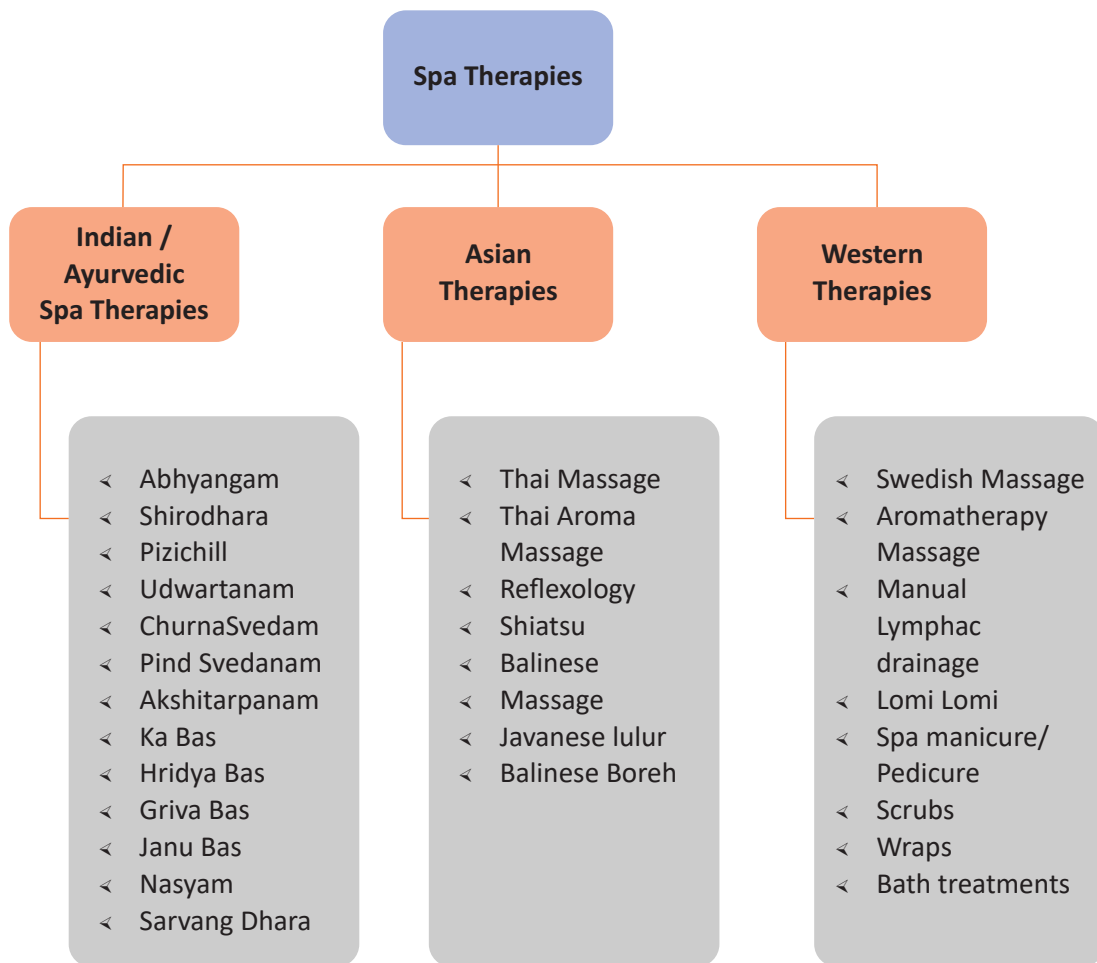 Spa Therapies
Indian /
Ayurvedic
Spa Therapies
Asian
Therapies
Western
Therapies
Abhyangam
Shirodhara
Pizichill
Udwartanam
ChurnaSvedam
Pind Svedanam
Akshitarpanam
Ka Bas
Hridya Bas
Griva Bas
Janu Bas
Nasyam
Sarvang Dhara
Thai Massage
Thai Aroma
Massage
Reflexology
Shiatsu
Balinese
Massage
Javanese lulur
Balinese Boreh
Swedish Massage
Aromatherapy
Massage
Manual
Lymphac
drainage
Lomi Lomi
Spa manicure/
Pedicure
Scrubs
Wraps
Bath treatments